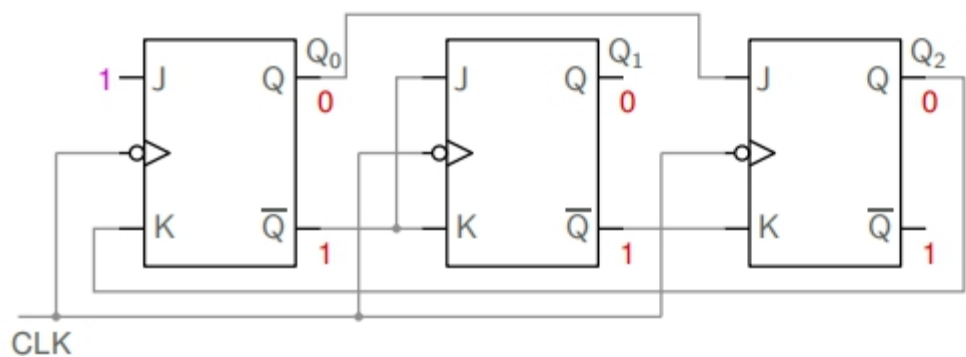 Q₀ Q₁ Q₂
1 J Q J Q J Q
0 0 0
K Q̅ K Q̅ K Q̅
1 1 1
CLK